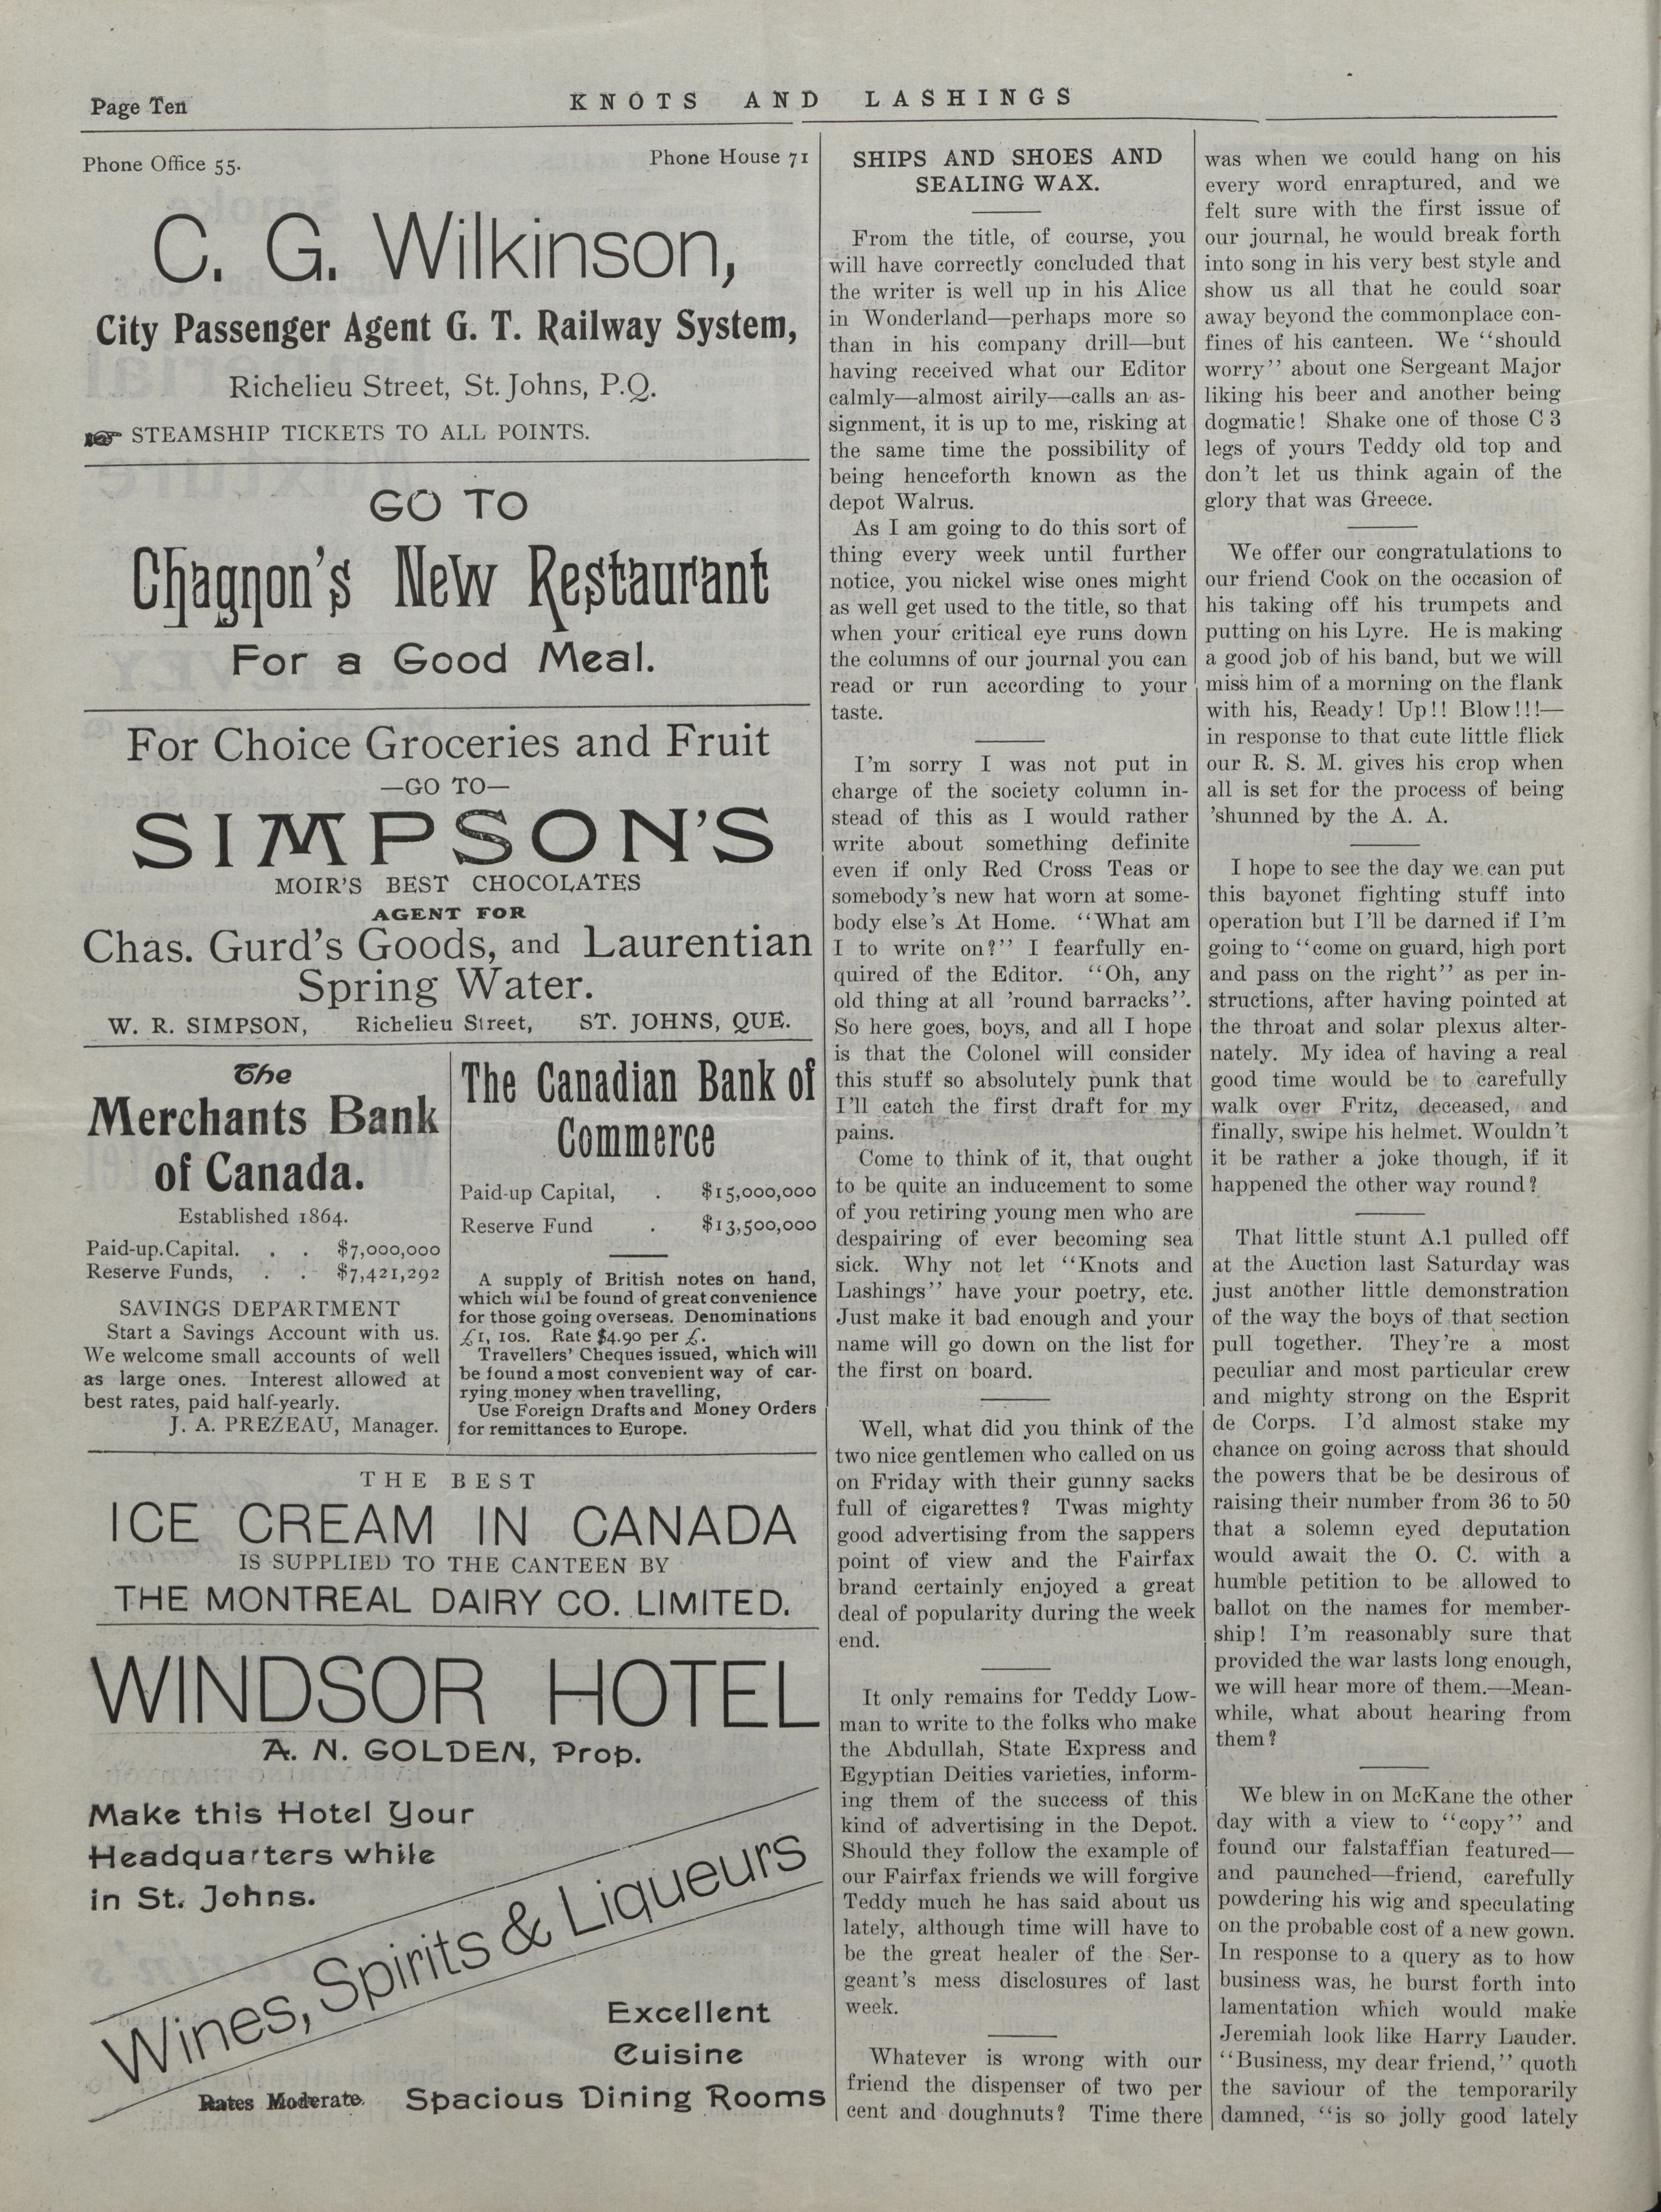 Page Ten
KNOTS AND LASHINGS
Phone Office 55.
Phone House 71
C. G. Wilkinson,
City Passenger Agent G. T. Railway System,
Richelieu Street, St. Johns, P.Q.
STEAMSHIP TICKETS TO ALL POINTS.
GO TO
Chagnon's New Restaurant
For a Good Meal.
For Choice Groceries and Fruit
—GO TO—
SIMPSON'S
MOIR'S BEST CHOCOLATES
AGENT FOR
Chas. Gurd's Goods, and Laurentian
Spring Water.
W. R. SIMPSON, Richelieu Street, ST. JOHNS, QUE.
The
Merchants Bank
of Canada.
Established 1864.
Paid-up.Capital. . . $7,000,000
Reserve Funds, . . $7,421,292
SAVINGS DEPARTMENT
Start a Savings Account with us.
We welcome small accounts of well
as large ones. Interest allowed at
best rates, paid half-yearly.
J. A. PREZEAU, Manager.
The Canadian Bank of
Commerce
Paid-up Capital, . $15,000,000
Reserve Fund . $13,500,000
A supply of British notes on hand,
which will be found of great convenience
for those going overseas. Denominations
£1, 10s. Rate $4.90 per £.
Travellers' Cheques issued, which will
be found a most convenient way of car-
rying money when travelling,
Use Foreign Drafts and Money Orders
for remittances to Europe.
THE BEST
ICE CREAM IN CANADA
IS SUPPLIED TO THE CANTEEN BY
THE MONTREAL DAIRY CO. LIMITED.
WINDSOR HOTEL
A. N. GOLDEN, Prop.
Make this Hotel Your
Headquarters while
in St. Johns.
Wines, Spirits & Liqueurs
Excellent
Cuisine
Rates Moderate. Spacious Dining Rooms
SHIPS AND SHOES AND
SEALING WAX.
From the title, of course, you
will have correctly concluded that
the writer is well up in his Alice
in Wonderland—perhaps more so
than in his company drill—but
having received what our Editor
calmly—almost airily—calls an as-
signment, it is up to me, risking at
the same time the possibility of
being henceforth known as the
depot Walrus.
As I am going to do this sort of
thing every week until further
notice, you nickel wise ones might
as well get used to the title, so that
when your critical eye runs down
the columns of our journal you can
read or run according to your
taste.
I'm sorry I was not put in
charge of the society column in-
stead of this as I would rather
write about something definite
even if only Red Cross Teas or
somebody's new hat worn at some-
body else's At Home. "What am
I to write on?" I fearfully en-
quired of the Editor. "Oh, any
old thing at all 'round barracks".
So here goes, boys, and all I hope
is that the Colonel will consider
this stuff so absolutely punk that
I'll catch the first draft for my
pains.
Come to think of it, that ought
to be quite an inducement to some
of you retiring young men who are
despairing of ever becoming sea
sick. Why not let "Knots and
Lashings" have your poetry, etc.
Just make it bad enough and your
name will go down on the list for
the first on board.
Well, what did you think of the
two nice gentlemen who called on us
on Friday with their gunny sacks
full of cigarettes? Twas mighty
good advertising from the sappers
point of view and the Fairfax
brand certainly enjoyed a great
deal of popularity during the week
end.
It only remains for Teddy Low-
man to write to the folks who make
the Abdullah, State Express and
Egyptian Deities varieties, inform-
ing them of the success of this
kind of advertising in the Depot.
Should they follow the example of
our Fairfax friends we will forgive
Teddy much he has said about us
lately, although time will have to
be the great healer of the Ser-
geant's mess disclosures of last
week.
Whatever is wrong with our
friend the dispenser of two per
cent and doughnuts? Time there
was when we could hang on his
every word enraptured, and we
felt sure with the first issue of
our journal, he would break forth
into song in his very best style and
show us all that he could soar
away beyond the commonplace con-
fines of his canteen. We "should
worry" about one Sergeant Major
liking his beer and another being
dogmatic! Shake one of those C 3
legs of yours Teddy old top and
don't let us think again of the
glory that was Greece.
We offer our congratulations to
our friend Cook on the occasion of
his taking off his trumpets and
putting on his Lyre. He is making
a good job of his band, but we will
miss him of a morning on the flank
with his, Ready! Up!! Blow!!!—
in response to that cute little flick
our R. S. M. gives his crop when
all is set for the process of being
'shunned by the A. A.
I hope to see the day we can put
this bayonet fighting stuff into
operation but I'll be darned if I'm
going to "come on guard, high port
and pass on the right" as per in-
structions, after having pointed at
the throat and solar plexus alter-
nately. My idea of having a real
good time would be to carefully
walk over Fritz, deceased, and
finally, swipe his helmet. Wouldn't
it be rather a joke though, if it
happened the other way round?
That little stunt A.1 pulled off
at the Auction last Saturday was
just another little demonstration
of the way the boys of that section
pull together. They're a most
peculiar and most particular crew
and mighty strong on the Esprit
de Corps. I'd almost stake my
chance on going across that should
the powers that be be desirous of
raising their number from 36 to 50
that a solemn eyed deputation
would await the O. C. with a
humble petition to be allowed to
ballot on the names for member-
ship! I'm reasonably sure that
provided the war lasts long enough,
we will hear more of them.—Mean-
while, what about hearing from
them?
We blew in on McKane the other
day with a view to "copy" and
found our falstaffian featured—
and paunched—friend, carefully
powdering his wig and speculating
on the probable cost of a new gown.
In response to a query as to how
business was, he burst forth into
lamentation which would make
Jeremiah look like Harry Lauder.
"Business, my dear friend," quoth
the saviour of the temporarily
damned, "is so jolly good lately